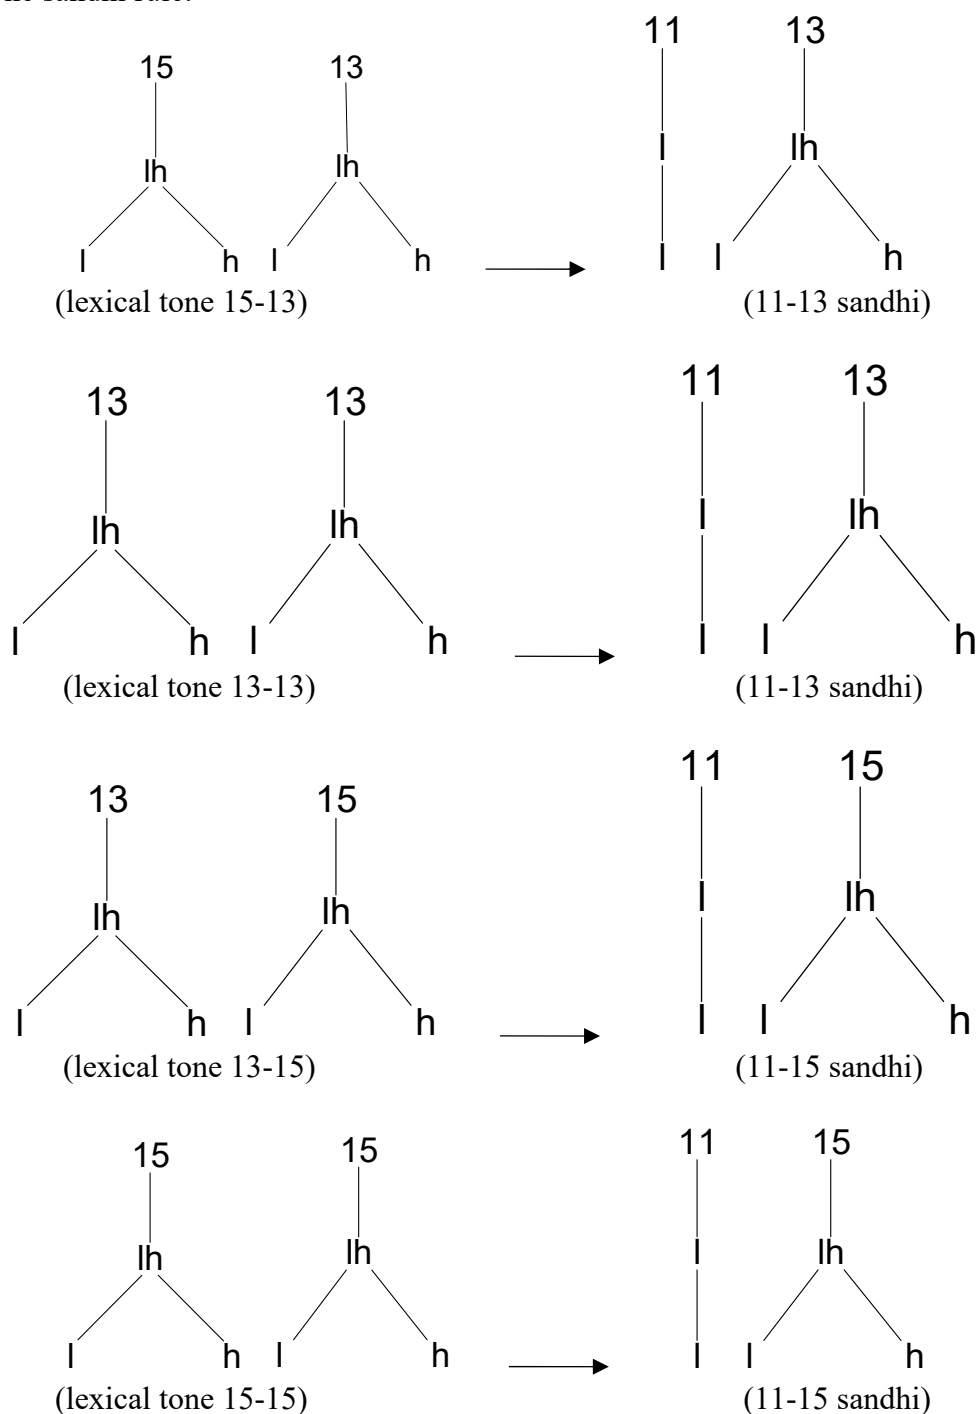 15 13 11 13
lh lh l lh
l h l h l l h
(lexical tone 15-13) (11-13 sandhi)
13 13 11 13
lh lh l lh
l h l h l l h
(lexical tone 13-13) (11-13 sandhi)
13 15 11 15
lh lh l lh
l h l h l l h
(lexical tone 13-15) (11-15 sandhi)
15 15 11 15
lh lh l lh
l h l h l l h
(lexical tone 15-15) (11-15 sandhi)